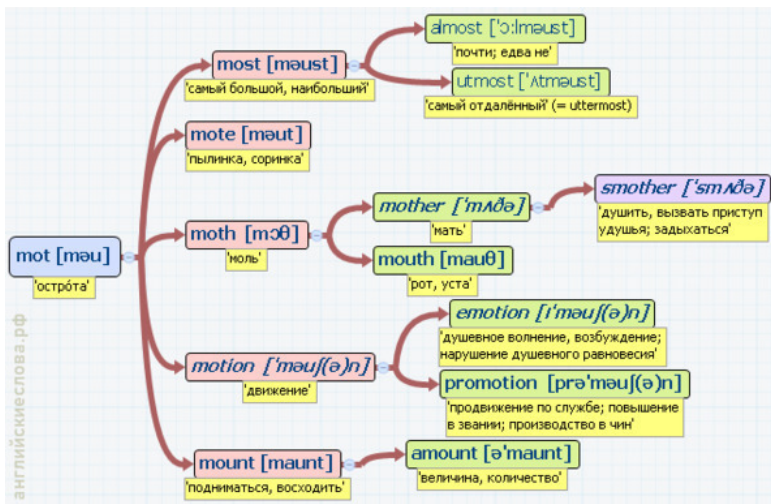 almost ['ɔ:lməust]
'почти; едва не'
most [məust]
'самый большой, наибольший'
utmost ['ʌtməust]
'самый отдалённый' (= uttermost)
mote [məut]
'пылинка, соринка'
smother ['smʌðə]
'душить, вызвать приступ
удушья; задыхаться'
mother ['mʌðə]
'мать'
moth [mɔθ]
'моль'
mouth [mauθ]
'рот, уста'
mot [məu]
'остро́та'
emotion [ɪ'məuʃ(ə)n]
'душевное волнение, возбуждение;
нарушение душевного равновесия'
motion ['məuʃ(ə)n]
'движение'
promotion [prə'məuʃ(ə)n]
'продвижение по службе; повышение
в звании; производство в чин'
mount [maunt]
'подниматься, восходить'
amount [ə'maunt]
'величина, количество'
английскиеслова.рф